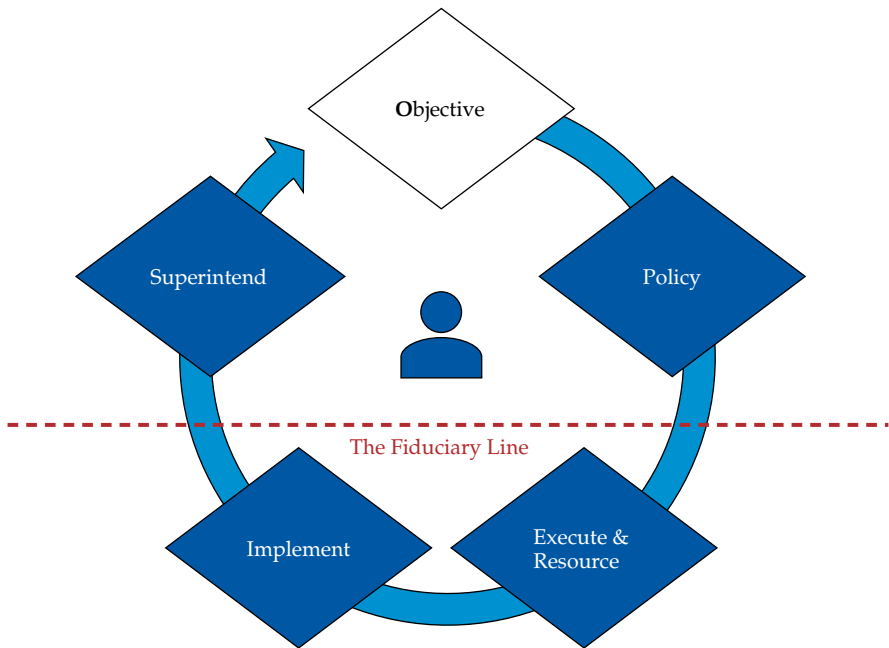 Objective
Policy
Superintend
The Fiduciary Line
Execute &
Resource
Implement